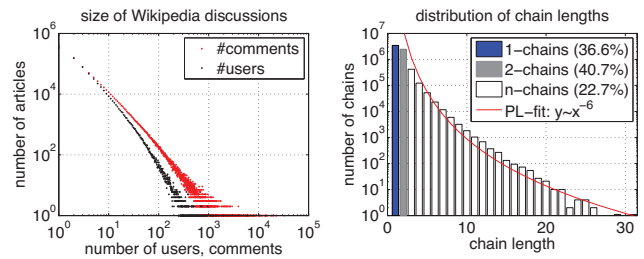 size of Wikipedia discussions
10^6
10^4
10^2
10^0
number of articles
#comments
#users
10^0 10^1 10^2 10^3 10^4 10^5
number of users, comments
distribution of chain lengths
10^7
10^6
10^5
10^4
10^3
10^2
10^1
10^0
number of chains
1−chains (36.6%)
2−chains (40.7%)
n−chains (22.7%)
PL−fit: y~x^−6
0 10 20 30
chain length